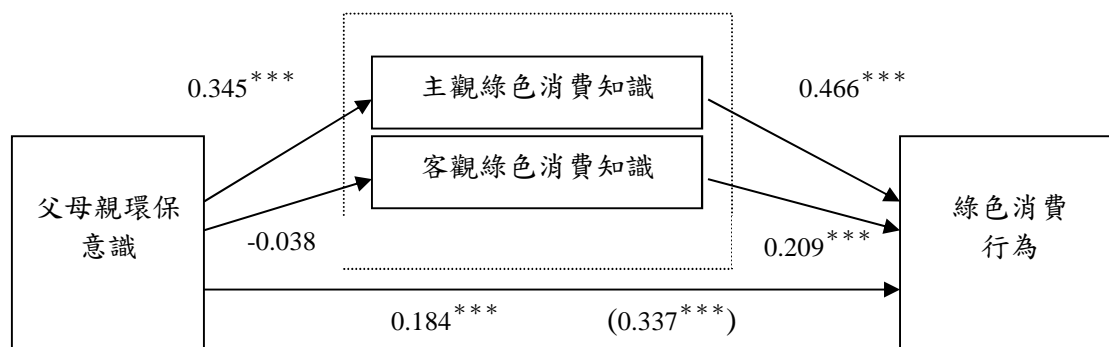 主觀綠色消費知識
0.345***
0.466***
客觀綠色消費知識
父母親環保
意識
綠色消費
行為
-0.038
0.209***
0.184*** (0.337***)